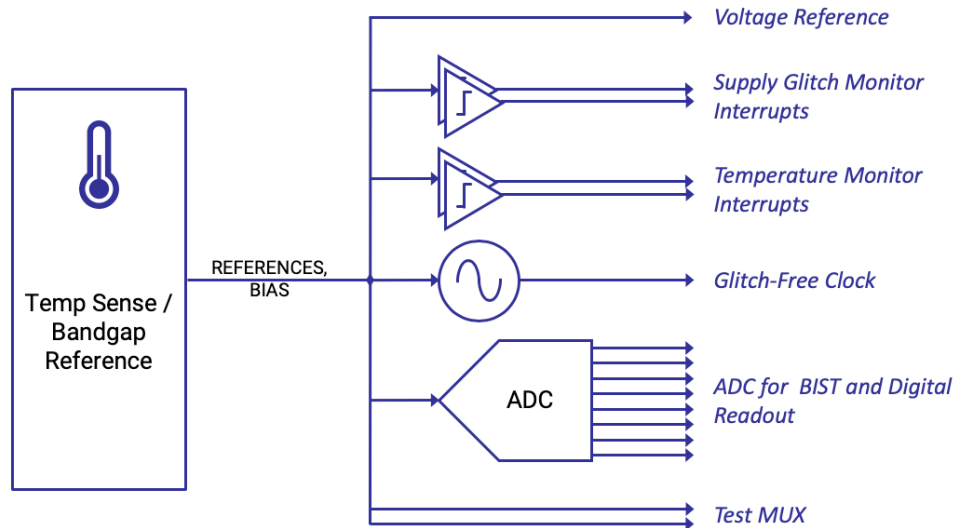 Voltage Reference
Supply Glitch Monitor
Interrupts
Temperature Monitor
Interrupts
REFERENCES,
BIAS
Glitch-Free Clock
Temp Sense /
Bandgap
Reference
ADC
ADC for  BIST and Digital
Readout
Test MUX